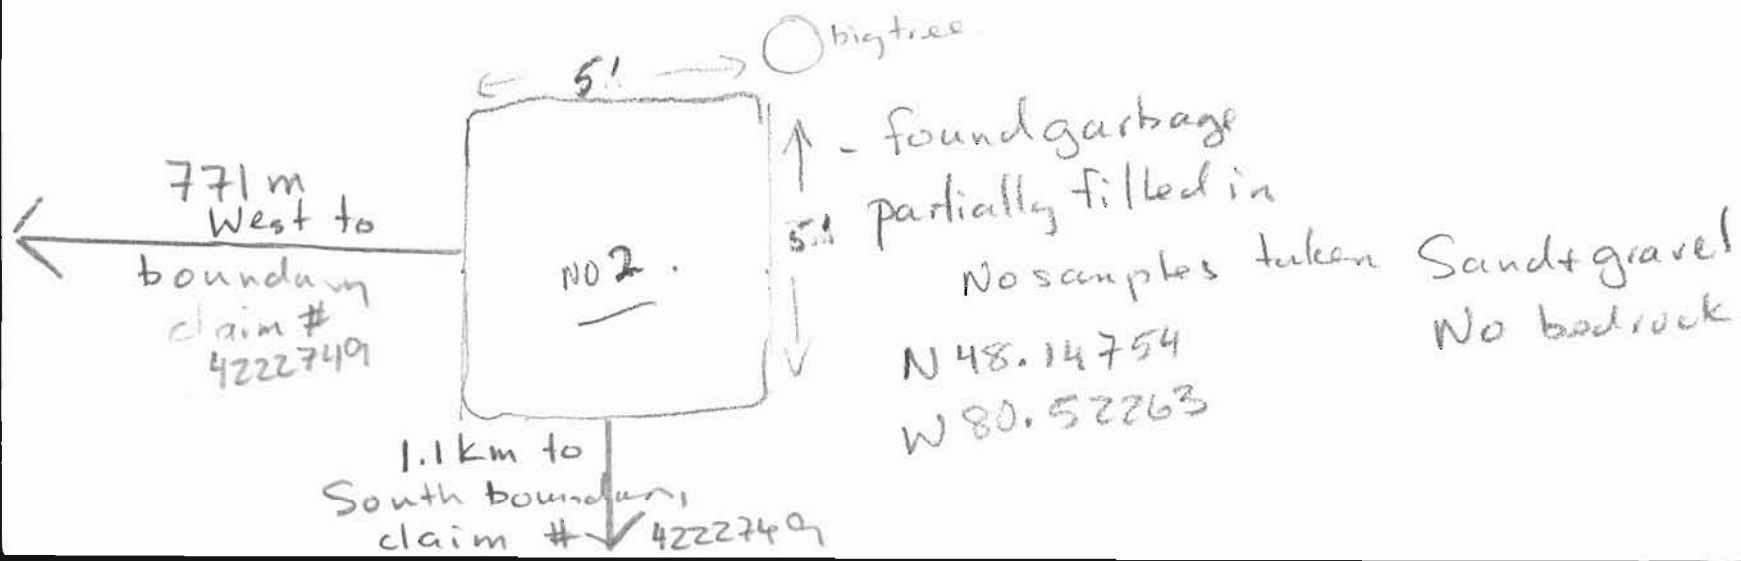 big tree
5'
- found garbage
partially filled in
5'
No samples taken
Sand + gravel
No bedrock
N 48.14754
W 80.52263
771 m
West to
boundary
claim #
4222749
NO 2.
1.1 km to
South boundary
claim # 4222749